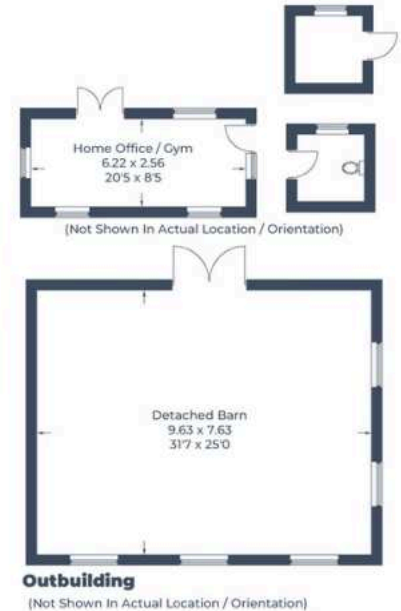 Home Office / Gym
6.22 x 2.56
20'5 x 8'5
(Not Shown In Actual Location / Orientation)
Detached Barn
9.63 x 7.63
31'7 x 25'0
Outbuilding
(Not Shown In Actual Location / Orientation)